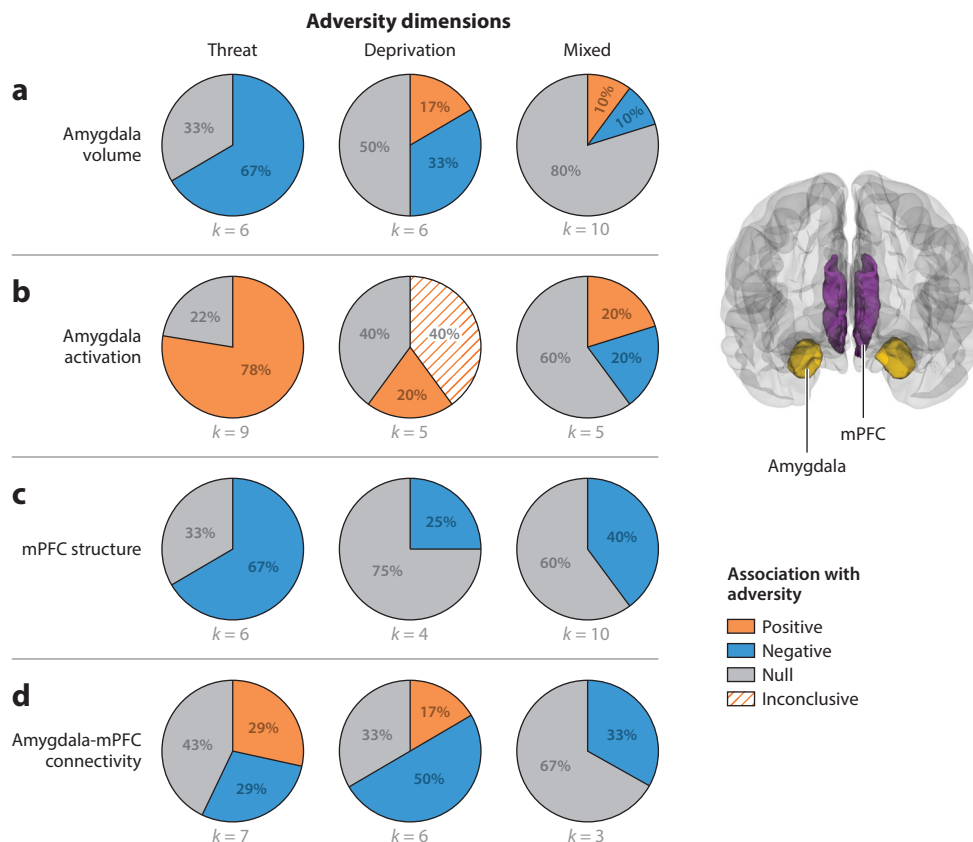 Adversity dimensions
Threat Deprivation Mixed
a
Amygdala
volume
33% 67%
17% 33% 50%
10% 10% 80%
k = 6 k = 6 k = 10
b
Amygdala
activation
22% 78%
40% 40% 20%
20% 20% 60%
k = 9 k = 5 k = 5
mPFC
Amygdala
c
mPFC structure
33% 67%
25% 75%
40% 60%
k = 6 k = 4 k = 10
d
Amygdala-mPFC
connectivity
43% 29% 29%
33% 17% 50%
33% 67%
k = 7 k = 6 k = 3
Association with
adversity
Positive
Negative
Null
Inconclusive